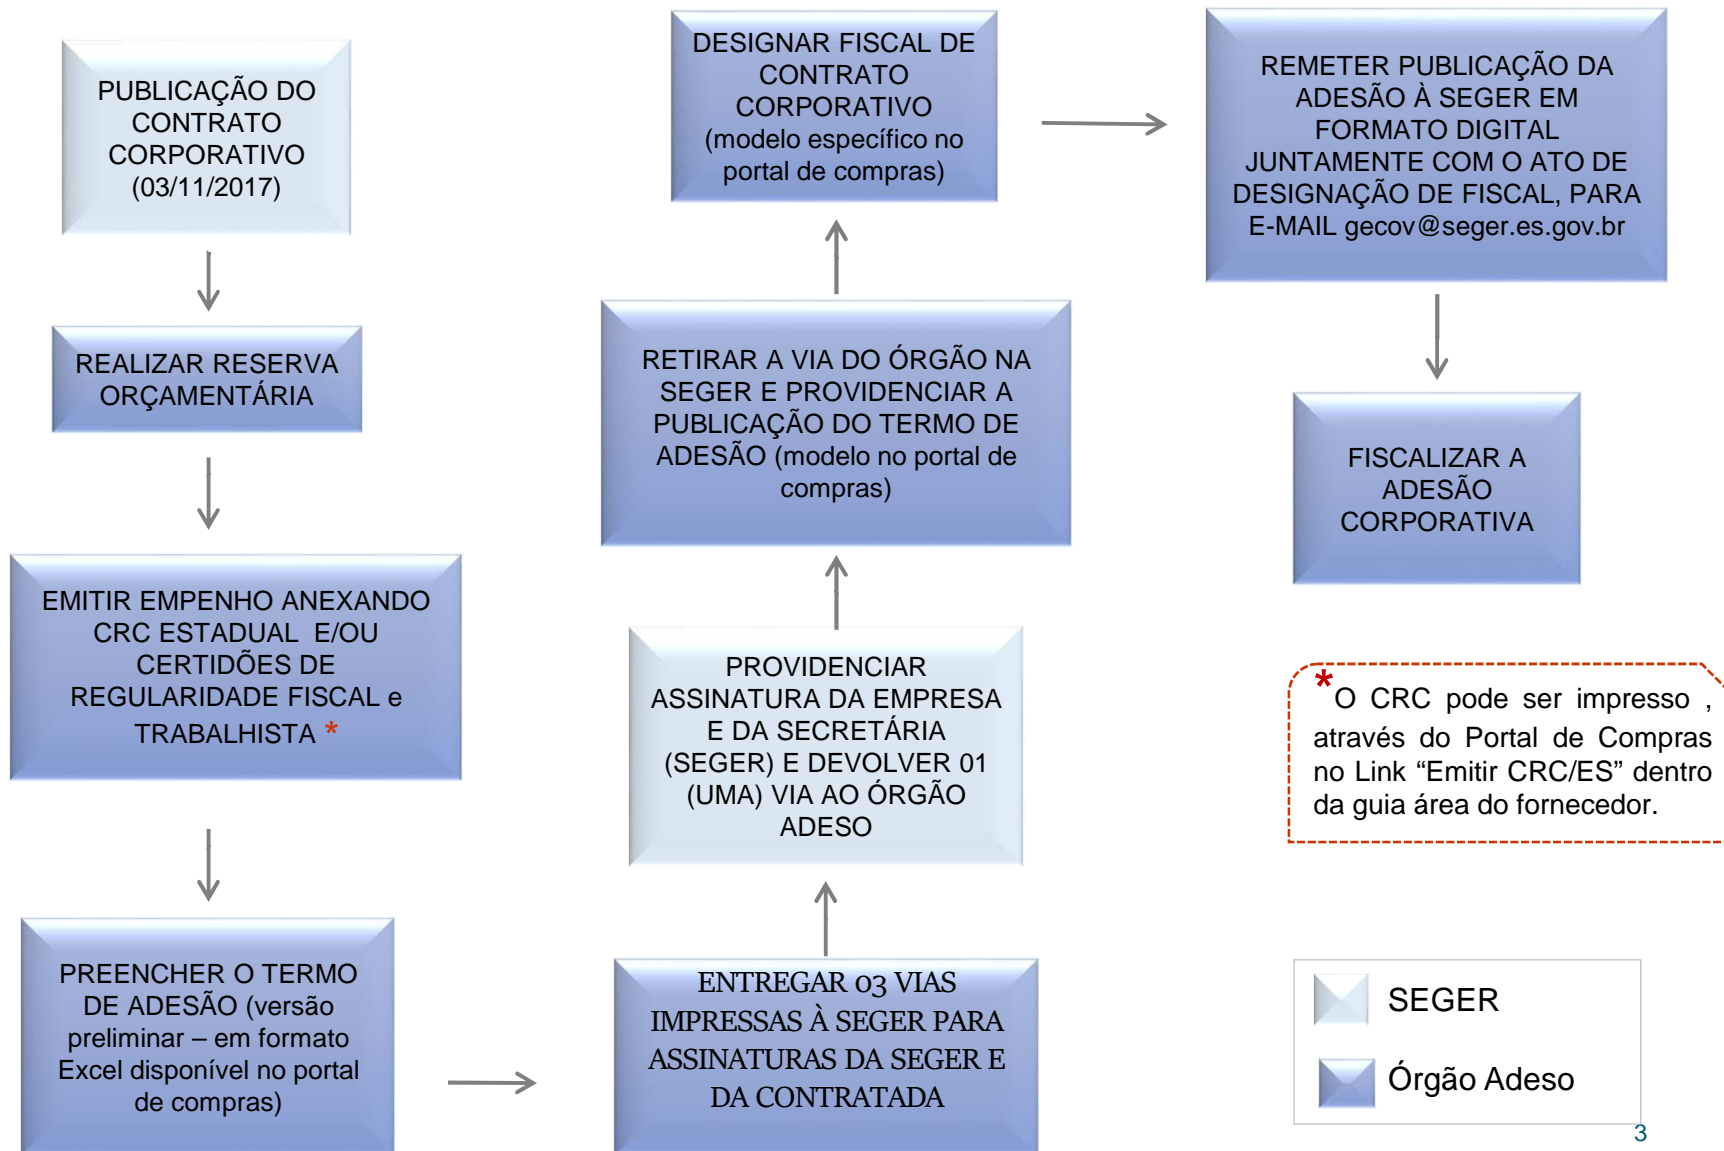 PUBLICAÇÃO DO
CONTRATO
CORPORATIVO
(03/11/2017)
REALIZAR RESERVA
ORÇAMENTÁRIA
EMITIR EMPENHO ANEXANDO
CRC ESTADUAL E/OU
CERTIDÕES DE
REGULARIDADE FISCAL e
TRABALHISTA *
PREENCHER O TERMO
DE ADESÃO (versão
preliminar – em formato
Excel disponível no portal
de compras)
ENTREGAR 03 VIAS
IMPRESSAS À SEGER PARA
ASSINATURAS DA SEGER E
DA CONTRATADA
PROVIDENCIAR
ASSINATURA DA EMPRESA
E DA SECRETÁRIA
(SEGER) E DEVOLVER 01
(UMA) VIA AO ÓRGÃO
ADESO
RETIRAR A VIA DO ÓRGÃO NA
SEGER E PROVIDENCIAR A
PUBLICAÇÃO DO TERMO DE
ADESÃO (modelo no portal de
compras)
DESIGNAR FISCAL DE
CONTRATO
CORPORATIVO
(modelo específico no
portal de compras)
REMETER PUBLICAÇÃO DA
ADESÃO À SEGER EM
FORMATO DIGITAL
JUNTAMENTE COM O ATO DE
DESIGNAÇÃO DE FISCAL, PARA
E-MAIL gecov@seger.es.gov.br
FISCALIZAR A
ADESÃO
CORPORATIVA
*O CRC pode ser impresso ,
através do Portal de Compras
no Link “Emitir CRC/ES” dentro
da guia área do fornecedor.
SEGER
Órgão Adeso
3